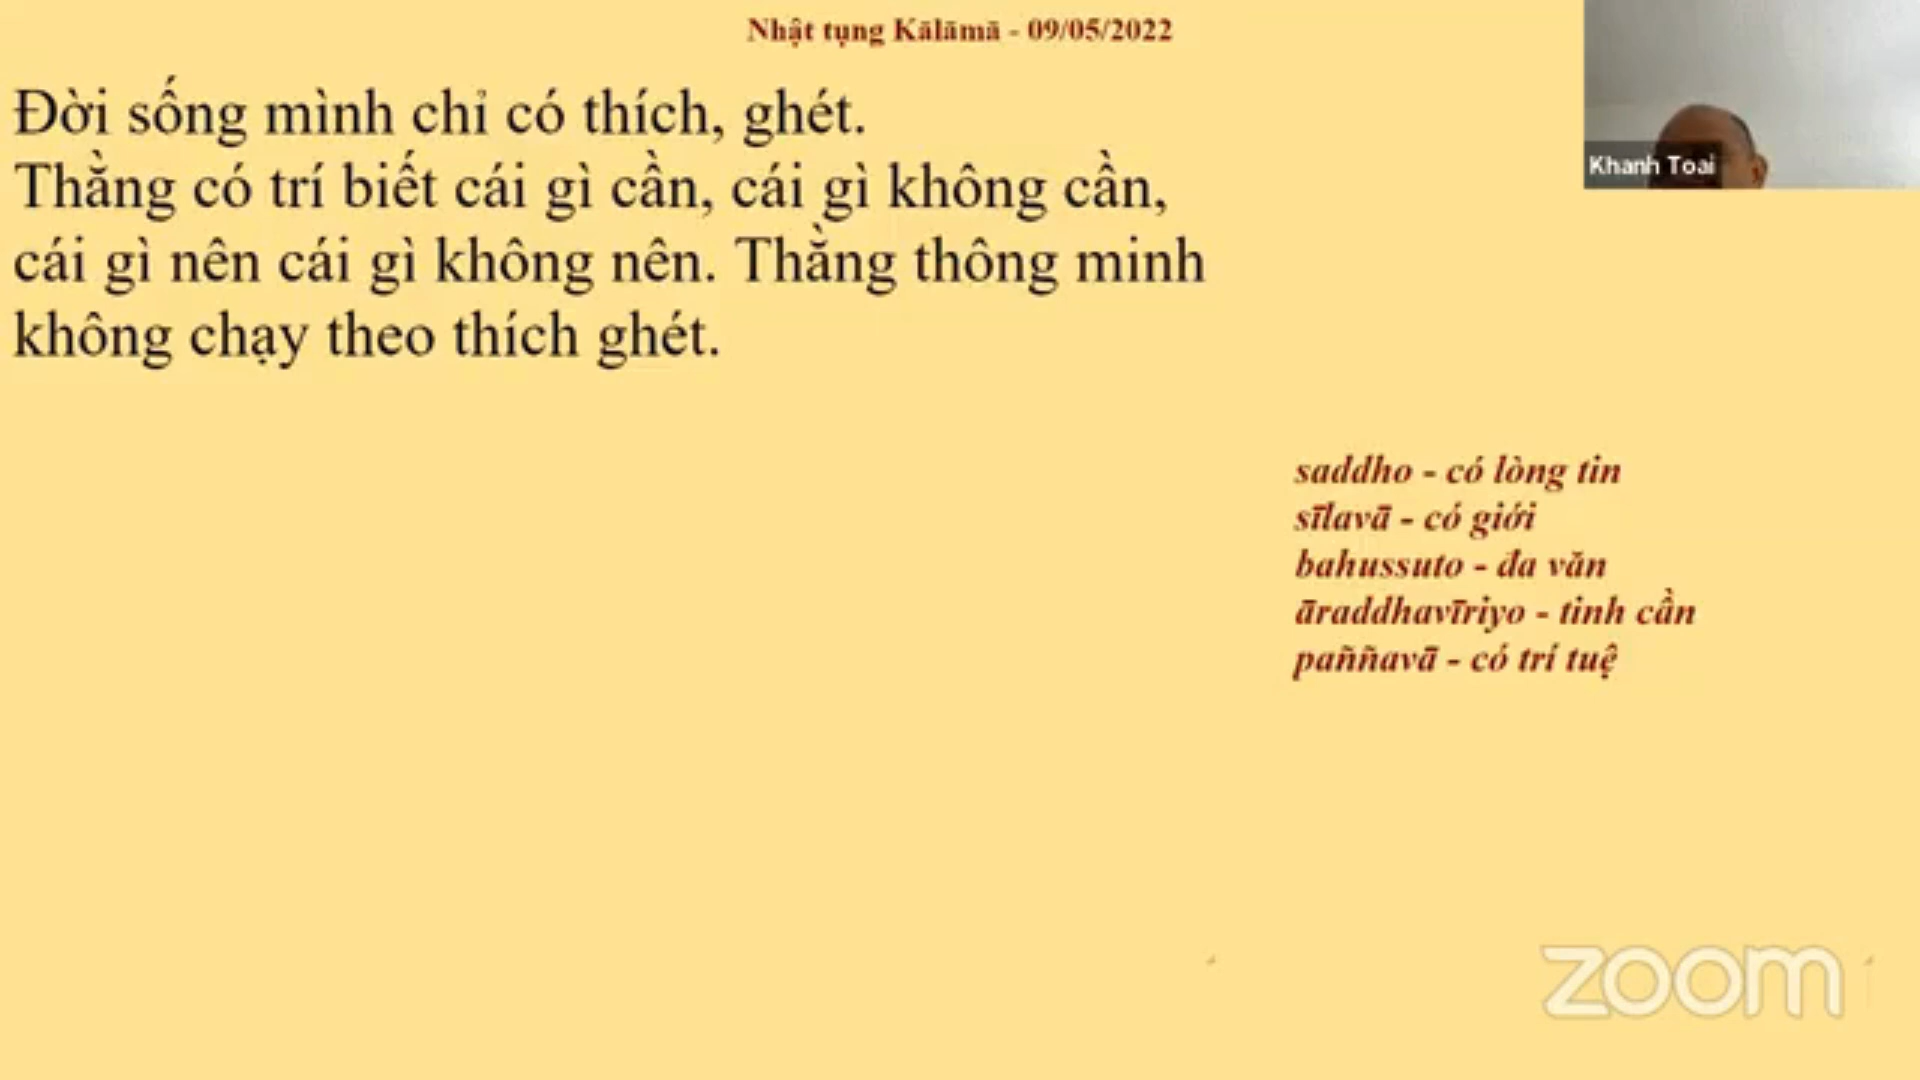 Nhật tụng Kālāmā - 09/05/2022
Khanh Toai
Đời sống mình chỉ có thích, ghét.
Thằng có trí biết cái gì cần, cái gì không cần,
cái gì nên cái gì không nên. Thằng thông minh
không chạy theo thích ghét.
saddho - có lòng tin
sīlavā - có giới
bahussuto - đa văn
āraddhavīriyo - tinh cần
paññavā - có trí tuệ
zoom